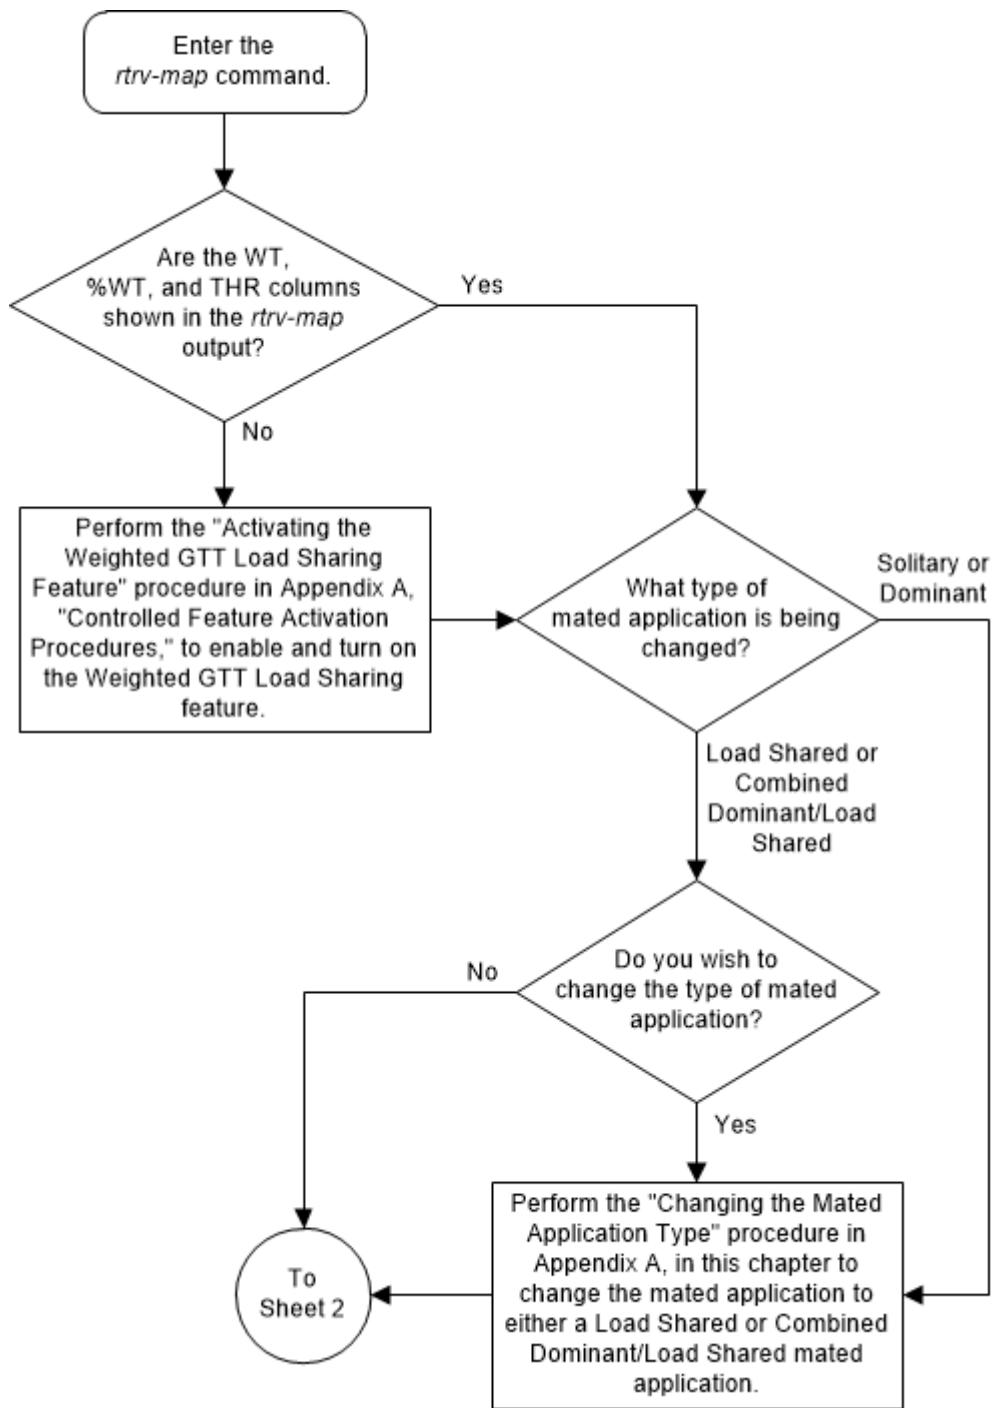 Enter the
rtrv-map command.
Are the WT,
%WT, and THR columns
shown in the rtrv-map
output?
Yes
No
Perform the "Activating the
Weighted GTT Load Sharing
Feature" procedure in Appendix A,
"Controlled Feature Activation
Procedures," to enable and turn on
the Weighted GTT Load Sharing
feature.
What type of
mated application is being
changed?
Solitary or
Dominant
Load Shared or
Combined
Dominant/Load
Shared
Do you wish to
change the type of mated
application?
No
Yes
Perform the "Changing the Mated
Application Type" procedure in
Appendix A, in this chapter to
change the mated application to
either a Load Shared or Combined
Dominant/Load Shared mated
application.
To
Sheet 2